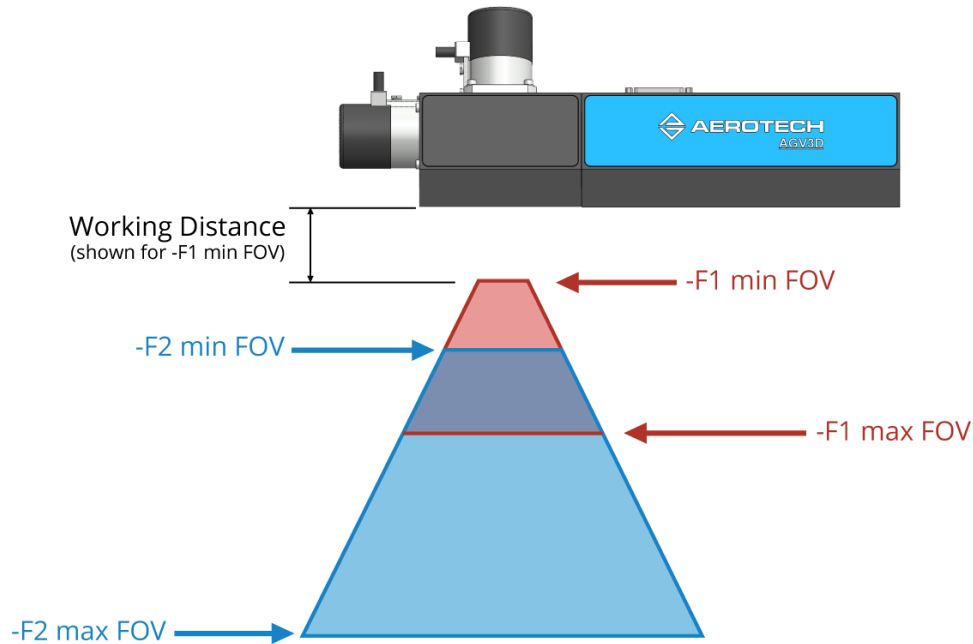 AEROTECH
AGV3D
Working Distance
(shown for -F1 min FOV)
-F1 min FOV
-F2 min FOV
-F1 max FOV
-F2 max FOV